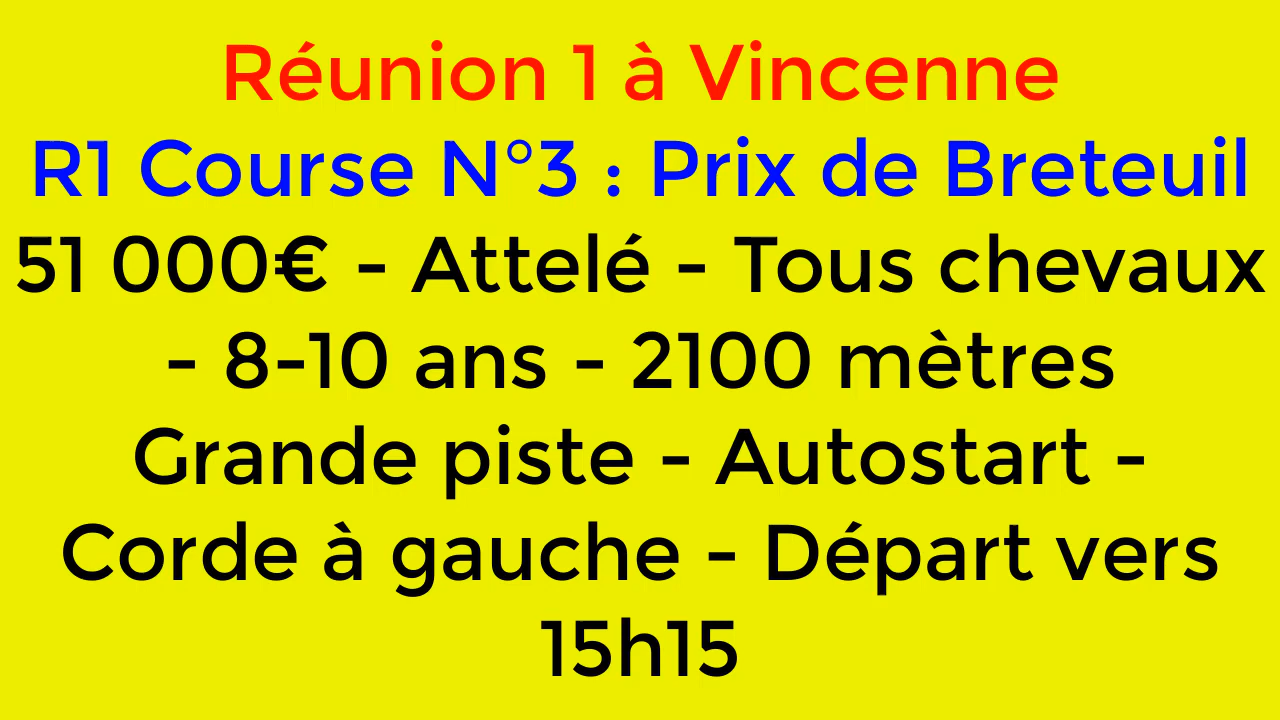 Réunion 1 à Vincenne
R1 Course N°3 : Prix de Breteuil
51 000€ - Attelé - Tous chevaux
- 8-10 ans - 2100 mètres
Grande piste - Autostart -
Corde à gauche - Départ vers
15h15